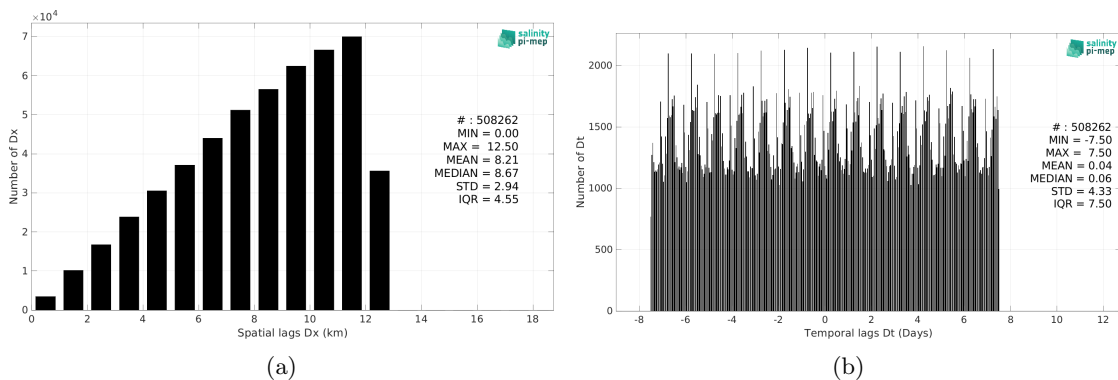 ×10⁴
7
6
5
4
3
2
1
0
Number of Dx
0 2 4 6 8 10 12 14 16 18
Spatial lags Dx (km)
salinity
pi-mep
# : 508262
MIN = 0.00
MAX = 12.50
MEAN = 8.21
MEDIAN = 8.67
STD = 2.94
IQR = 4.55
(a)
2000
1500
1000
500
0
Number of Dt
-8 -6 -4 -2 0 2 4 6 8 10 12
Temporal lags Dt (Days)
salinity
pi-mep
# : 508262
MIN = -7.50
MAX = 7.50
MEAN = 0.04
MEDIAN = 0.06
STD = 4.33
IQR = 7.50
(b)